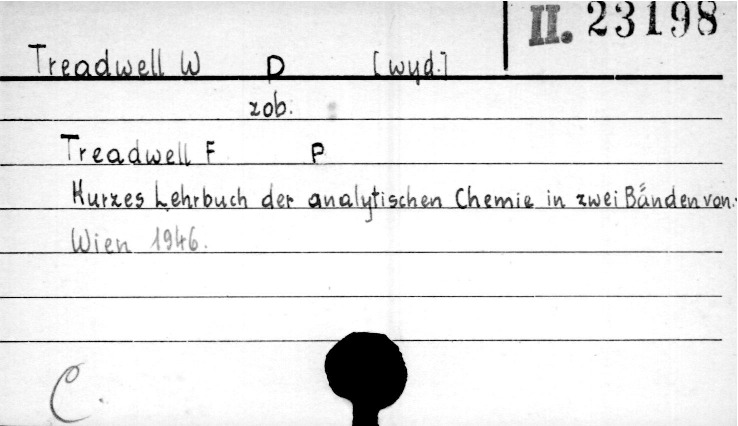 II. 23198
Treadwell W D [wyd.]
zob.
Treadwell F P
Kurzes Lehrbuch der analytischen Chemie in zwei Bänden von.
Wien 1946.
C.